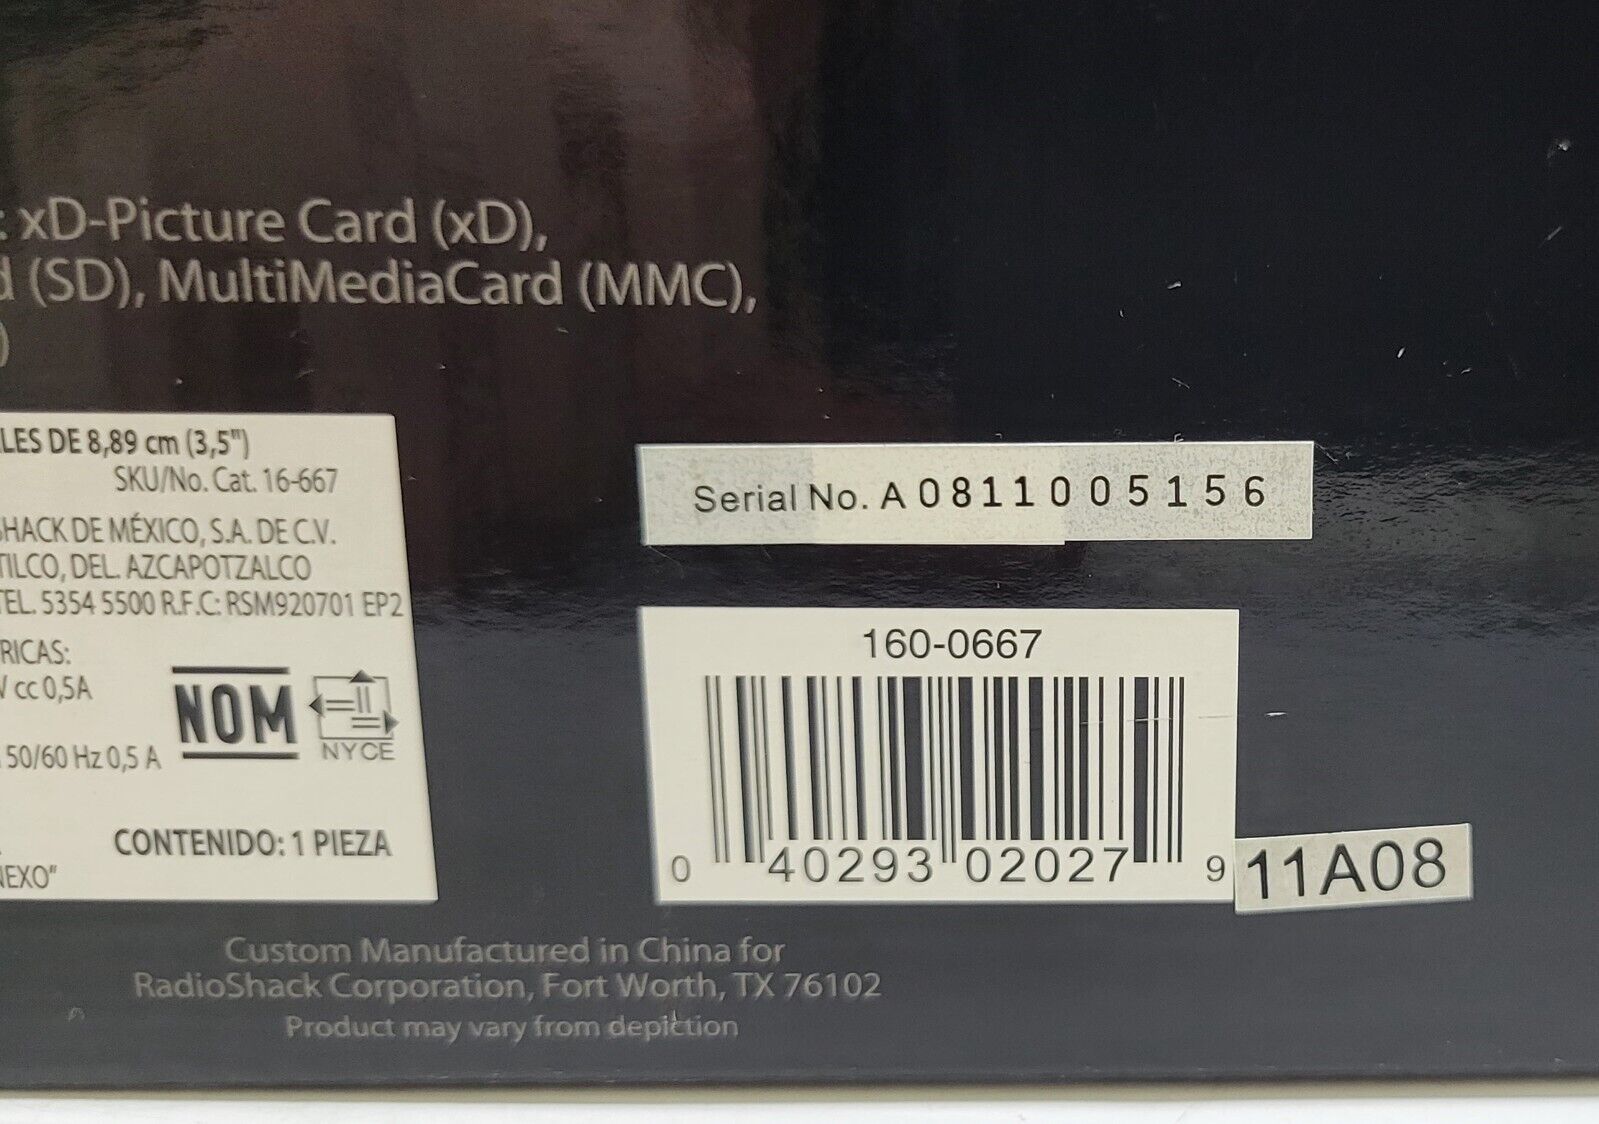 : xD-Picture Card (xD),
d (SD), MultiMediaCard (MMC),
)
LES DE 8,89 cm (3,5")
SKU/No. Cat. 16-667
SHACK DE MÉXICO, S.A. DE C.V.
TILCO, DEL. AZCAPOTZALCO
TEL. 5354 5500 R.F.C: RSM920701 EP2
RICAS:
V cc 0,5A
50/60 Hz 0,5 A
NOM
NYCE
CONTENIDO: 1 PIEZA
NEXO"
Serial No. A0811005156
160-0667
0 40293 02027 9
11A08
Custom Manufactured in China for
RadioShack Corporation, Fort Worth, TX 76102
Product may vary from depiction